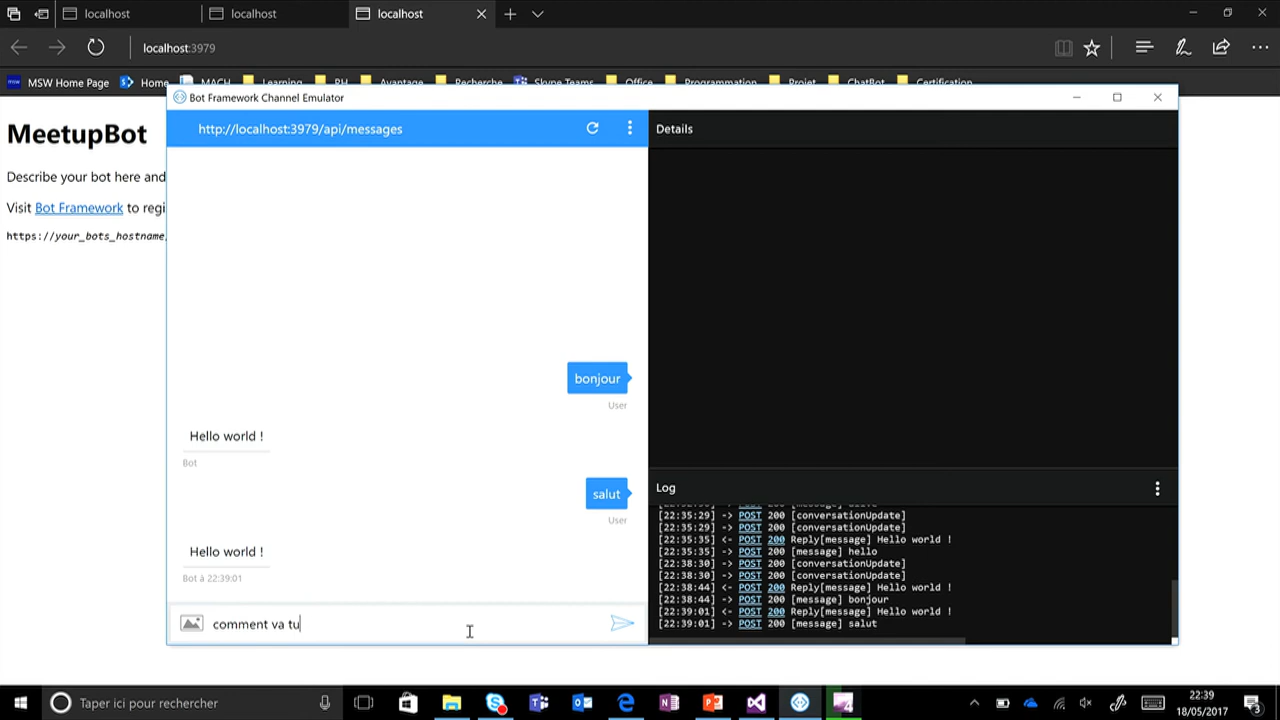 localhost
localhost
localhost
localhost:3979
MSW Home Page
Home
MACH
Learning
RH
Avantage
Recherche
Skype Teams
Office
Programmation
Projet
ChatBot
Certification
Bot Framework Channel Emulator
MeetupBot
Describe your bot here and
Visit Bot Framework to regi
https://your_bots_hostname/
http://localhost:3979/api/messages
bonjour
User
Hello world !
Bot
salut
User
Hello world !
Bot à 22:39:01
comment va tu
Details
Log
[22:35:29] -> POST 200 [conversationUpdate]
[22:35:29] -> POST 200 [conversationUpdate]
[22:35:35] <- POST 200 Reply[message] Hello world !
[22:35:35] -> POST 200 [message] hello
[22:38:30] -> POST 200 [conversationUpdate]
[22:38:30] -> POST 200 [conversationUpdate]
[22:38:44] <- POST 200 Reply[message] Hello world !
[22:38:44] -> POST 200 [message] bonjour
[22:39:01] <- POST 200 Reply[message] Hello world !
[22:39:01] -> POST 200 [message] salut
Taper ici pour rechercher
22:39
18/05/2017
3